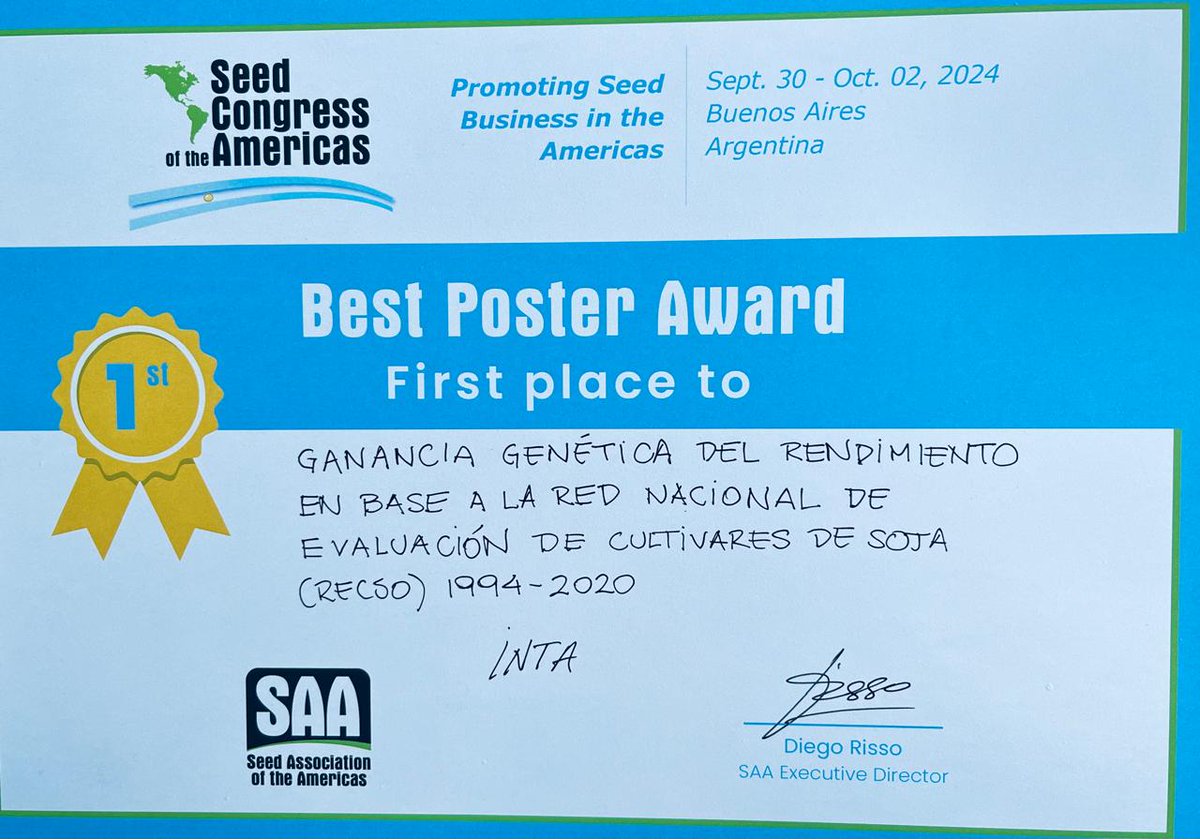 Seed
Congress
of the Americas
Promoting Seed
Business in the
Americas
Sept. 30 - Oct. 02, 2024
Buenos Aires
Argentina
Best Poster Award
First place to
1st
GANANCIA GENÉTICA DEL RENDIMIENTO
EN BASE A LA RED NACIONAL DE
EVALUACIÓN DE CULTIVARES DE SOJA
(RECSO) 1994-2020
INTA
SAA
Seed Association
of the Americas
Risso
Diego Risso
SAA Executive Director